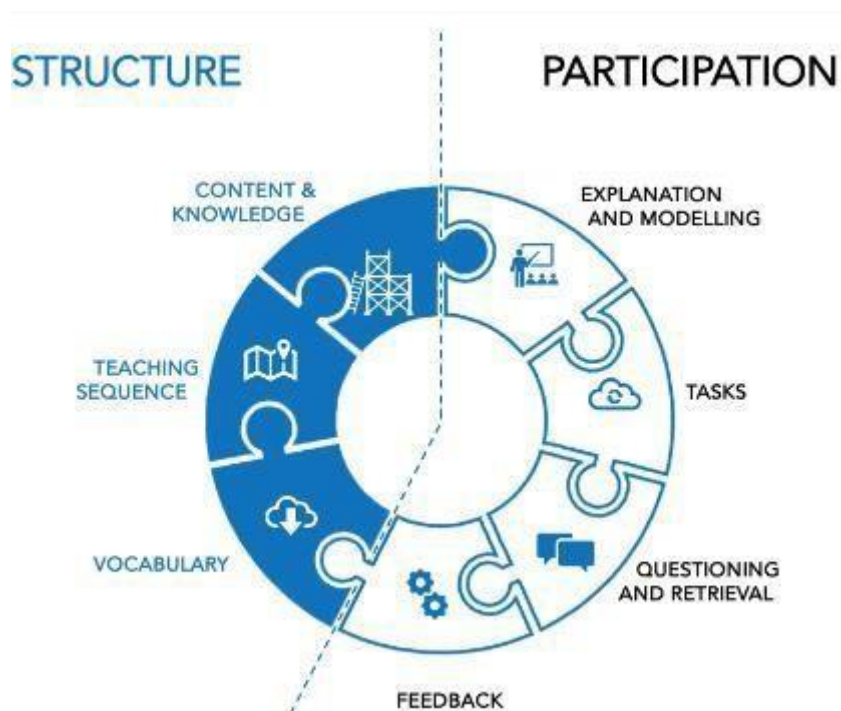 STRUCTURE
PARTICIPATION
CONTENT &
KNOWLEDGE
EXPLANATION
AND MODELLING
TEACHING
SEQUENCE
TASKS
VOCABULARY
QUESTIONING
AND RETRIEVAL
FEEDBACK